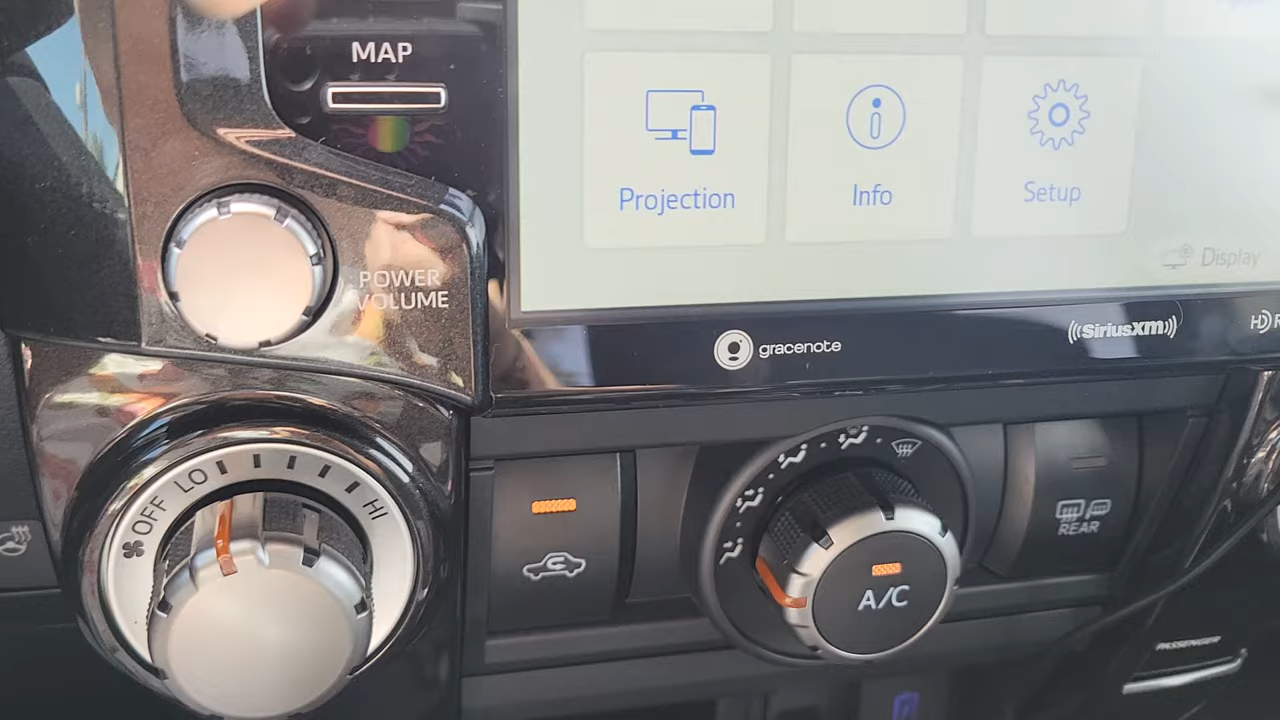 MAP
POWER
VOLUME
Projection
Info
Setup
Display
gracenote
SiriusXM
HD R
OFF LO HI
A/C
REAR
PASSENGER